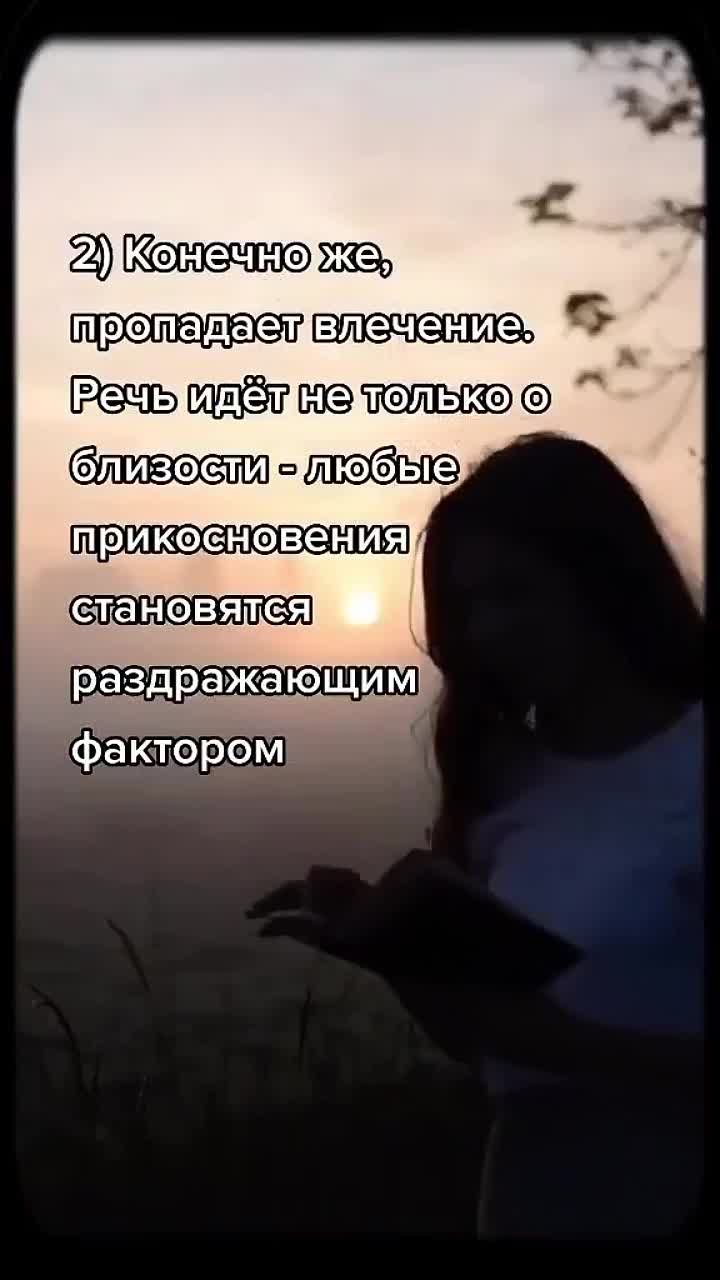 2) Конечно же,
пропадает влечение.
Речь идёт не только о
близости - любые
прикосновения
становятся
раздражающим
фактором